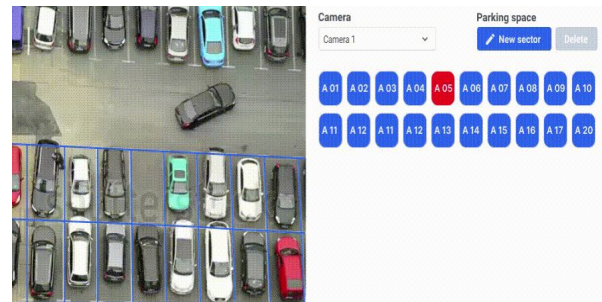 Camera
Parking space
Camera 1
New sector
Delete
A 01 A 02 A 03 A 04 A 05 A 06 A 07 A 08 A 09 A 10
A 11 A 12 A 11 A 12 A 13 A 14 A 15 A 16 A 17 A 20